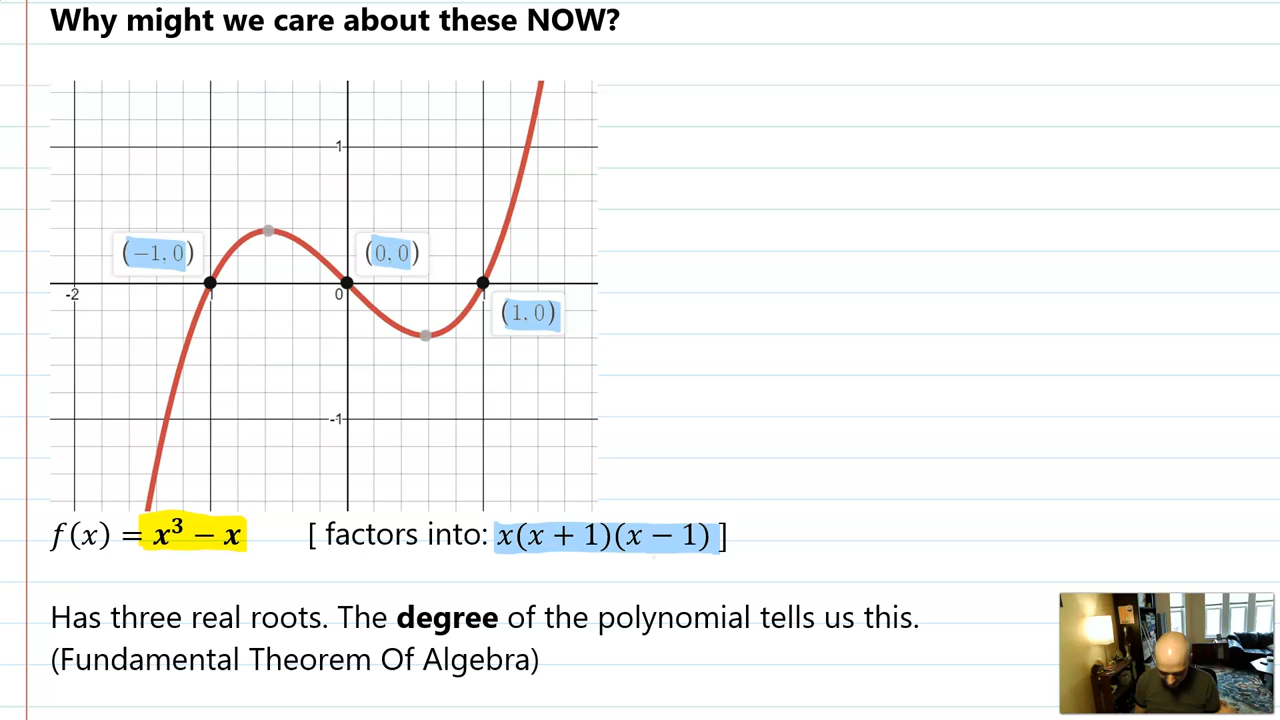 Why might we care about these NOW?
1
(−1, 0)
(0, 0)
-2
1
0
1
(1, 0)
-1
f(x) = x³ − x [ factors into: x(x + 1)(x − 1) ]
Has three real roots. The degree of the polynomial tells us this.
(Fundamental Theorem Of Algebra)